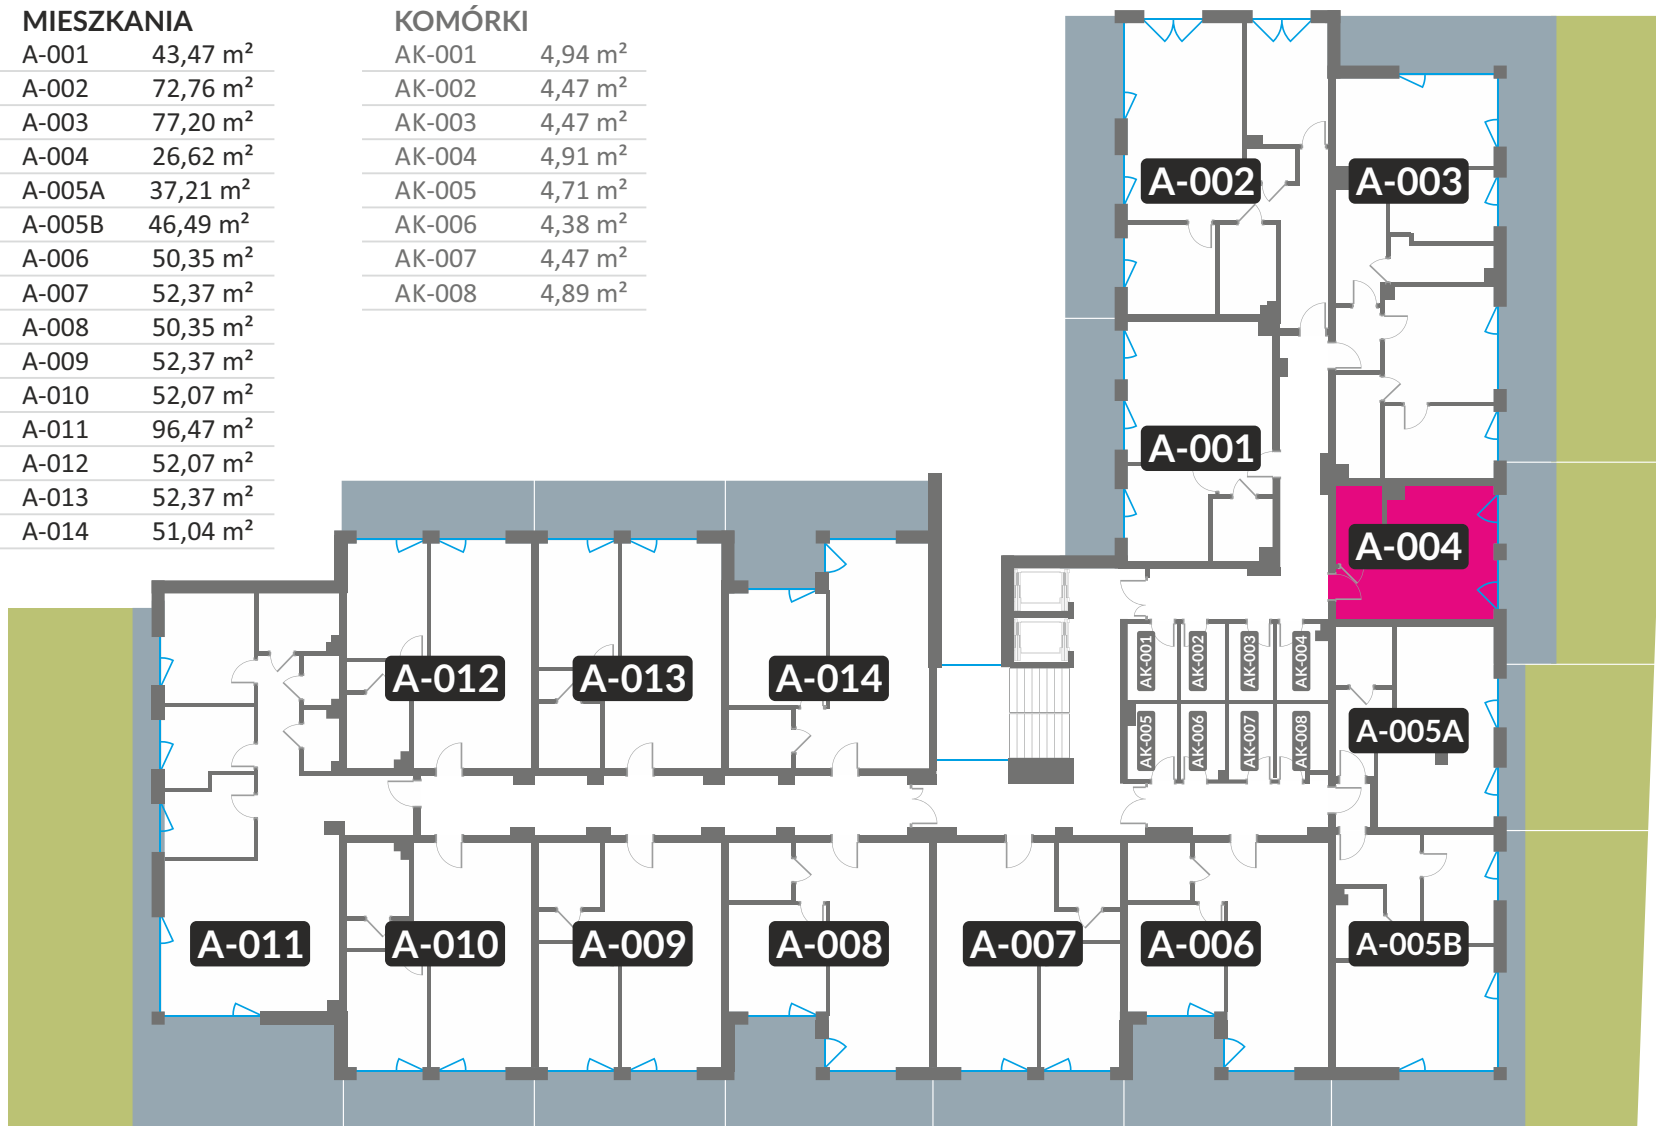 MIESZKANIA
A-001 43,47 m²
A-002 72,76 m²
A-003 77,20 m²
A-004 26,62 m²
A-005A 37,21 m²
A-005B 46,49 m²
A-006 50,35 m²
A-007 52,37 m²
A-008 50,35 m²
A-009 52,37 m²
A-010 52,07 m²
A-011 96,47 m²
A-012 52,07 m²
A-013 52,37 m²
A-014 51,04 m²
KOMÓRKI
AK-001 4,94 m²
AK-002 4,47 m²
AK-003 4,47 m²
AK-004 4,91 m²
AK-005 4,71 m²
AK-006 4,38 m²
AK-007 4,47 m²
AK-008 4,89 m²
A-002
A-003
A-001
A-004
A-012
A-013
A-014
AK-001
AK-002
AK-003
AK-004
AK-005
AK-006
AK-007
AK-008
A-005A
A-011
A-010
A-009
A-008
A-007
A-006
A-005B